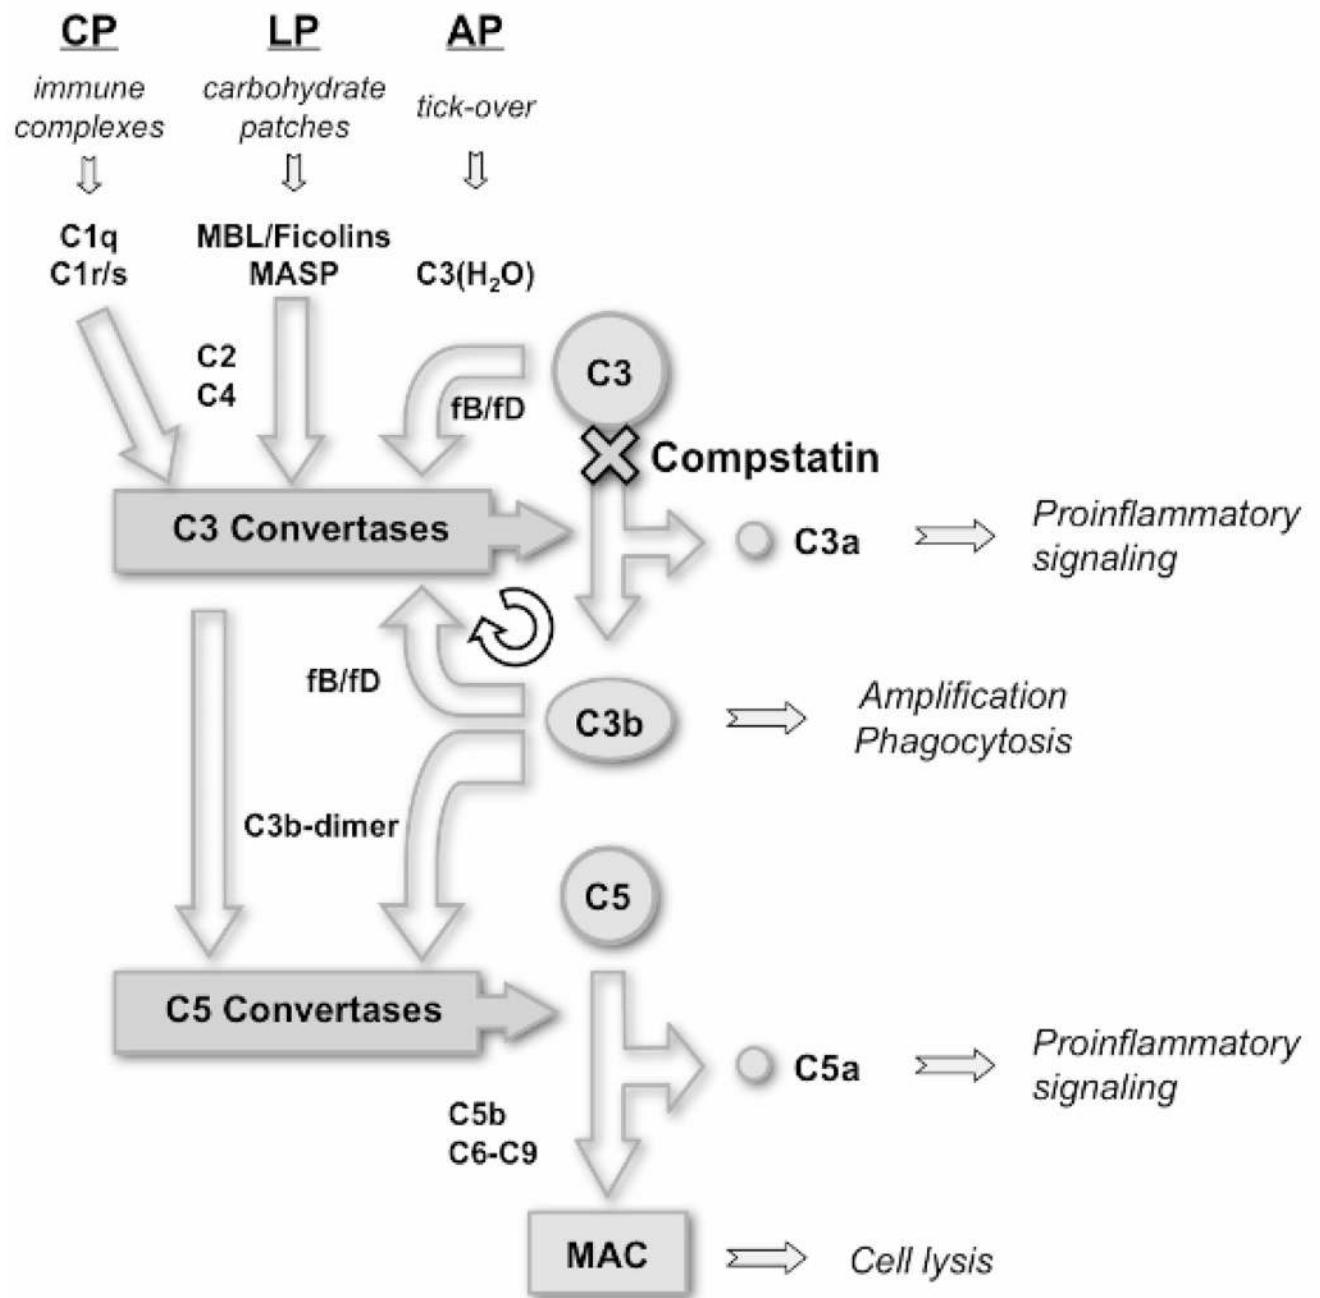 CP
LP
AP
immune
complexes
carbohydrate
patches
tick-over
C1q
C1r/s
MBL/Ficolins
MASP
C3(H₂O)
C2
C4
fB/fD
C3
Compstatin
C3 Convertases
C3a
Proinflammatory
signaling
fB/fD
C3b
Amplification
Phagocytosis
C3b-dimer
C5
C5 Convertases
C5a
Proinflammatory
signaling
C5b
C6-C9
MAC
Cell lysis